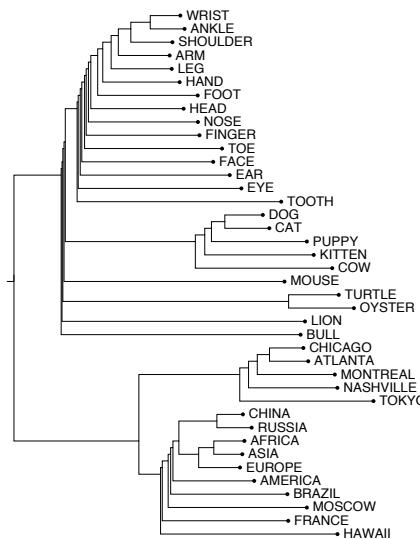 WRIST
ANKLE
SHOULDER
ARM
LEG
HAND
FOOT
HEAD
NOSE
FINGER
TOE
FACE
EAR
EYE
TOOTH
DOG
CAT
PUPPY
KITTEN
COW
MOUSE
TURTLE
OYSTER
LION
BULL
CHICAGO
ATLANTA
MONTREAL
NASHVILLE
TOKYO
CHINA
RUSSIA
AFRICA
ASIA
EUROPE
AMERICA
BRAZIL
MOSCOW
FRANCE
HAWAII